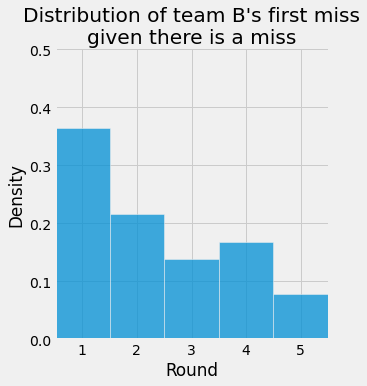 Distribution of team B's first miss
given there is a miss
0.5
0.4
0.3
0.2
0.1
0.0
Density
1 2 3 4 5
Round